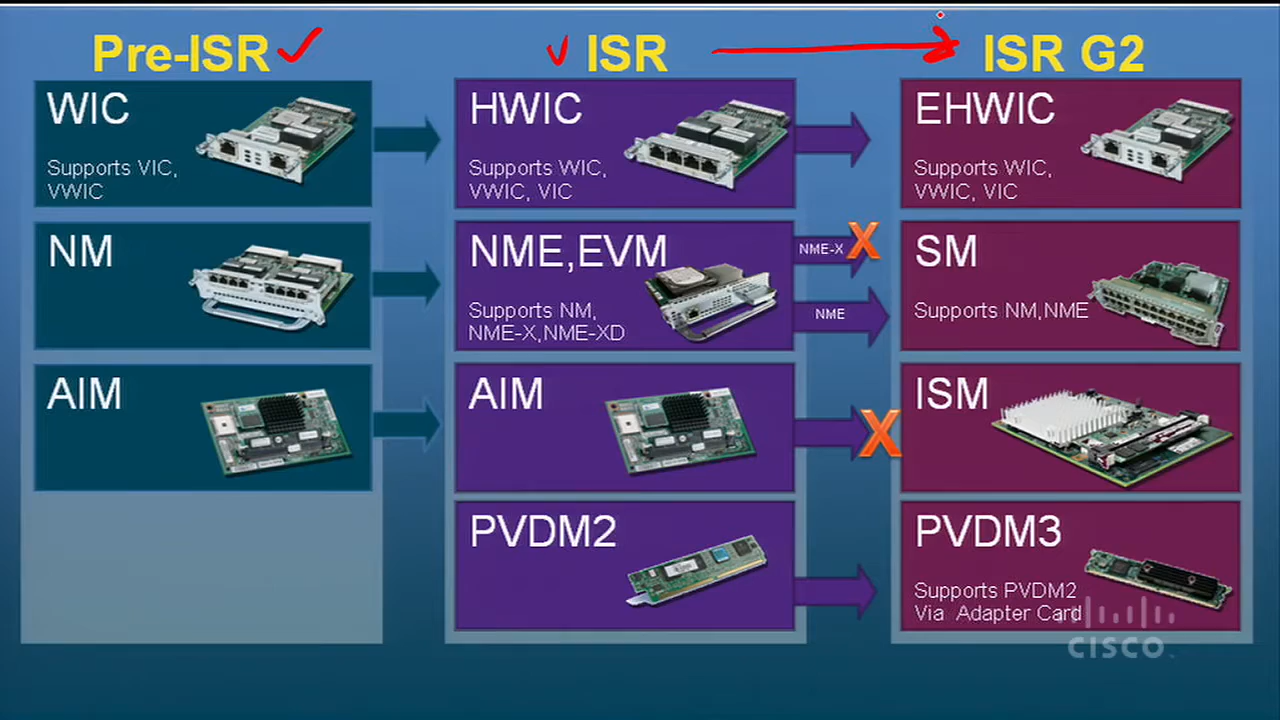 Pre-ISR
ISR
ISR G2
WIC
Supports VIC,
VWIC
HWIC
Supports WIC,
VWIC, VIC
EHWIC
Supports WIC,
VWIC, VIC
NM
NME,EVM
Supports NM,
NME-X,NME-XD
NME-X
X
NME
SM
Supports NM,NME
AIM
AIM
X
ISM
PVDM2
PVDM3
Supports PVDM2
Via Adapter Card
CISCO